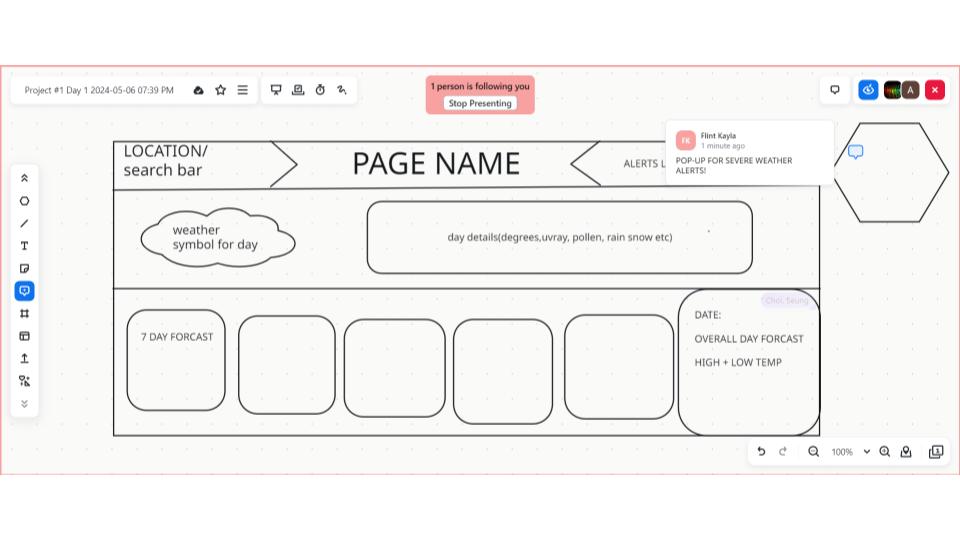 Project #1 Day 1 2024-05-06 07:39 PM
1 person is following you
Stop Presenting
A
LOCATION/
search bar
PAGE NAME
ALERTS
FK
Flint Kayla
1 minute ago
POP-UP FOR SEVERE WEATHER
ALERTS!
weather
symbol for day
day details(degrees,uvray, pollen, rain snow etc)
Choi, Seung
7 DAY FORCAST
DATE:
OVERALL DAY FORCAST
HIGH + LOW TEMP
T
100%